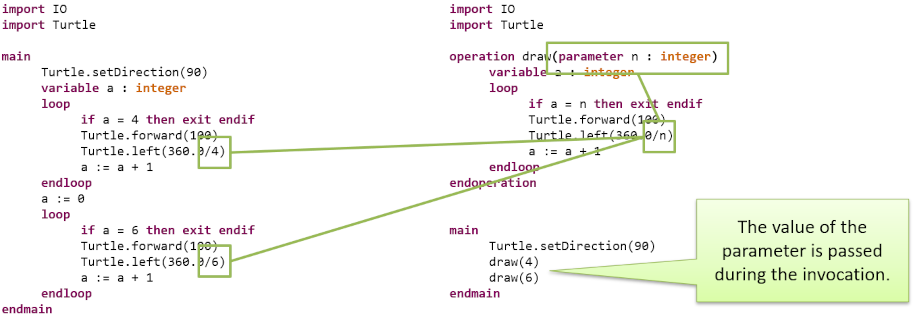 import IO
import Turtle
main
Turtle.setDirection(90)
variable a : integer
loop
if a = 4 then exit endif
Turtle.forward(100)
Turtle.left(360.0/4)
a := a + 1
endloop
a := 0
loop
if a = 6 then exit endif
Turtle.forward(100)
Turtle.left(360.0/6)
a := a + 1
endloop
endmain
import IO
import Turtle
operation draw(parameter n : integer)
variable a : integer
loop
if a = n then exit endif
Turtle.forward(100)
Turtle.left(360.0/n)
a := a + 1
endloop
endoperation
main
Turtle.setDirection(90)
draw(4)
draw(6)
endmain
The value of the
parameter is passed
during the invocation.